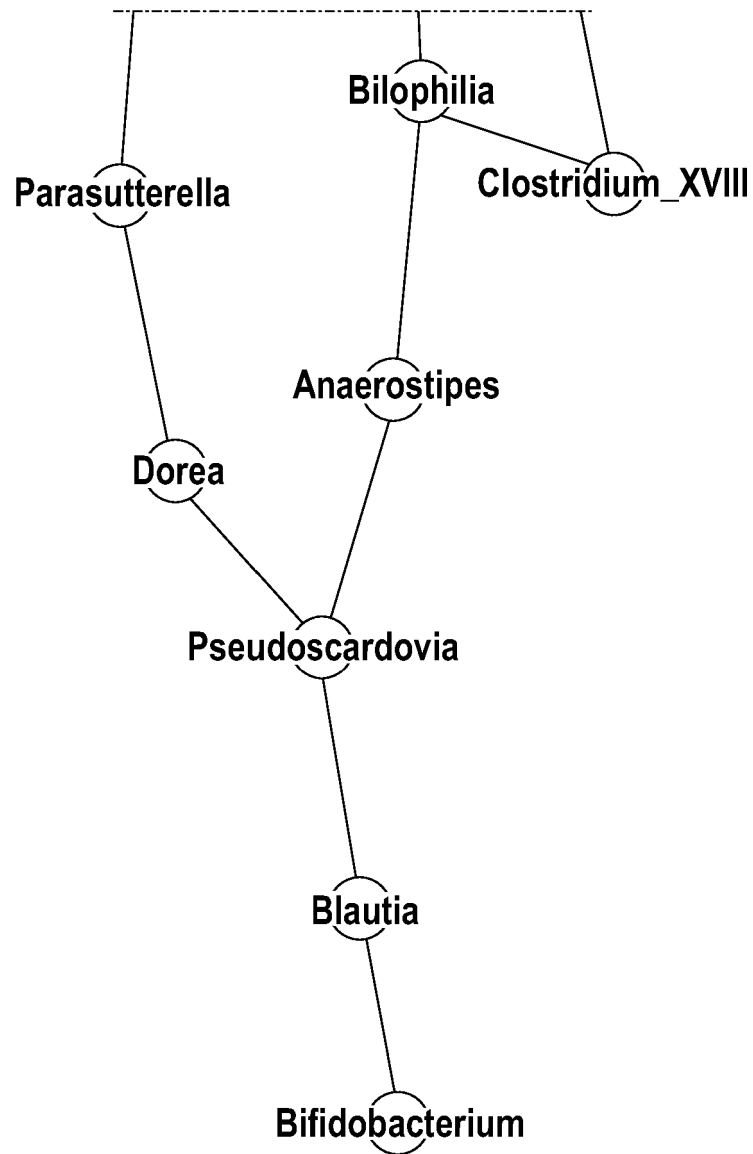 Bilophilia
Clostridium_XVIII
Parasutterella
Anaerostipes
Dorea
Pseudoscardovia
Blautia
Bifidobacterium